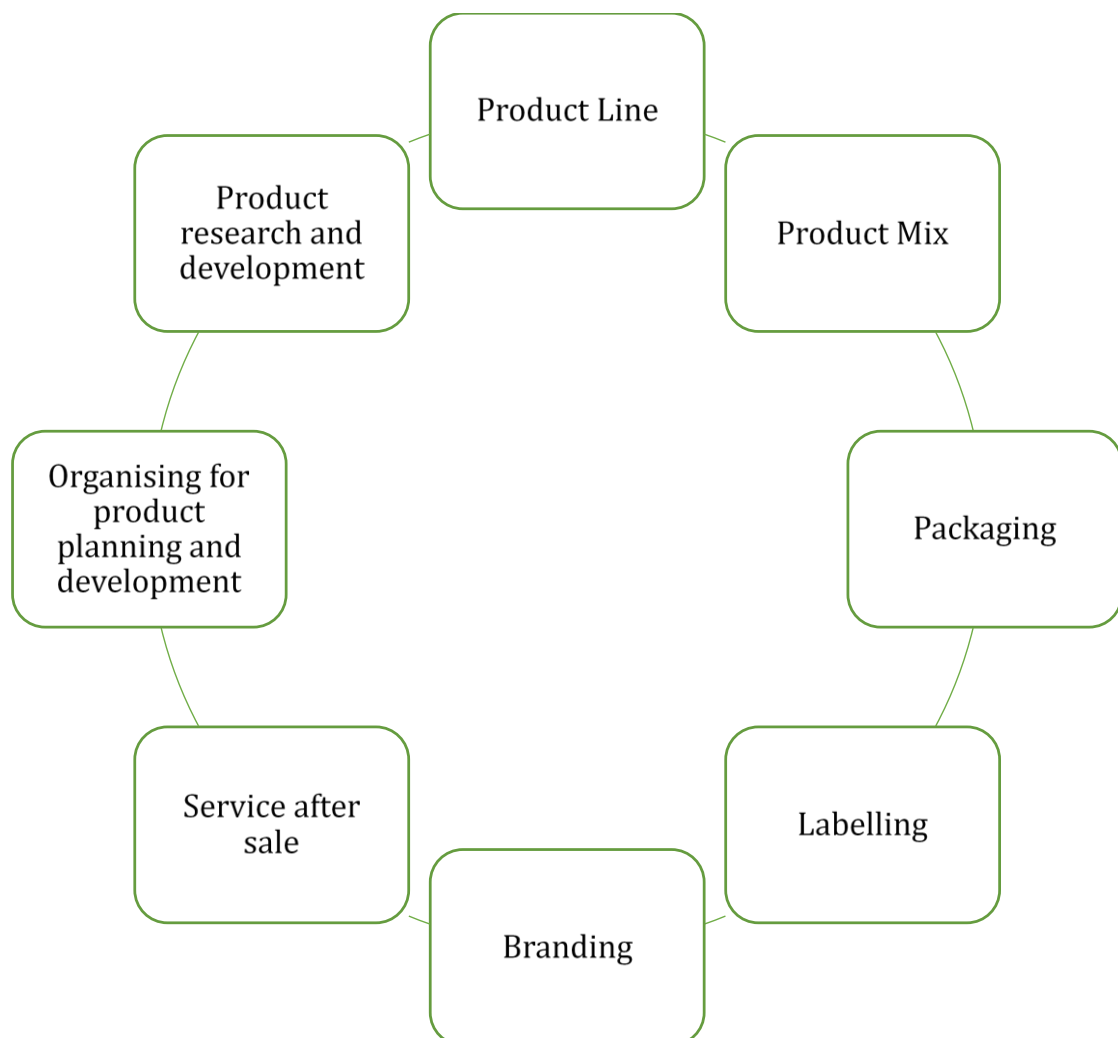 Product Line
Product Mix
Packaging
Labelling
Branding
Service after
sale
Organising for
product
planning and
development
Product
research and
development